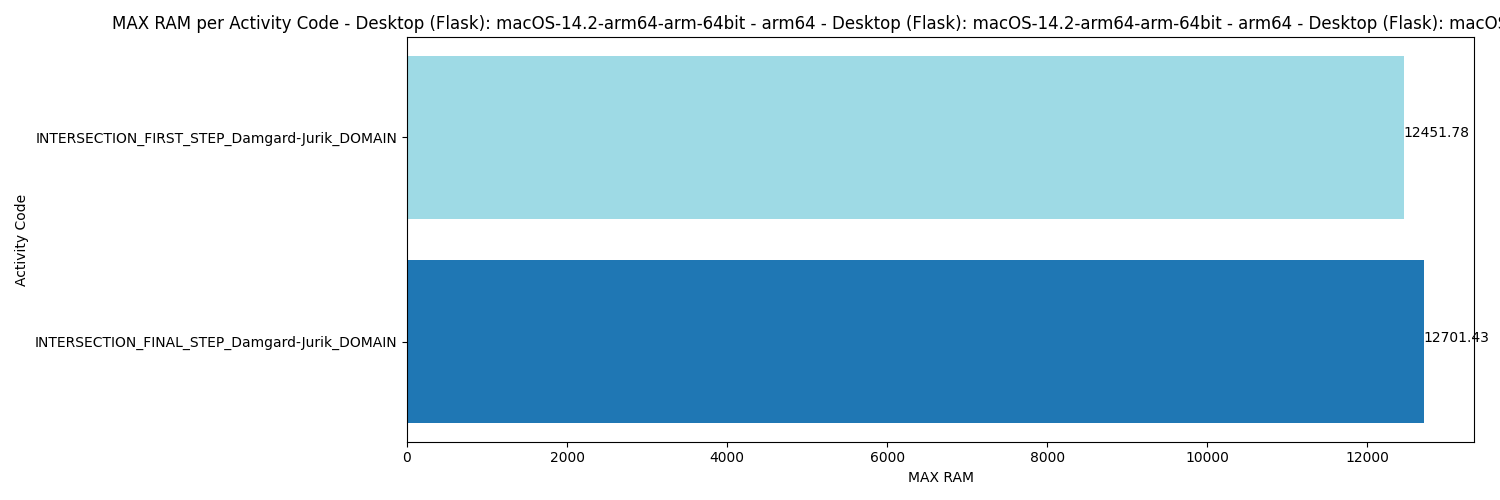 MAX RAM per Activity Code - Desktop (Flask): macOS-14.2-arm64-arm-64bit - arm64 - Desktop (Flask): macOS-14.2-arm64-arm-64bit - arm64 - Desktop (Flask): macOS
INTERSECTION_FIRST_STEP_Damgard-Jurik_DOMAIN
12451.78
Activity Code
INTERSECTION_FINAL_STEP_Damgard-Jurik_DOMAIN
12701.43
0 2000 4000 6000 8000 10000 12000
MAX RAM